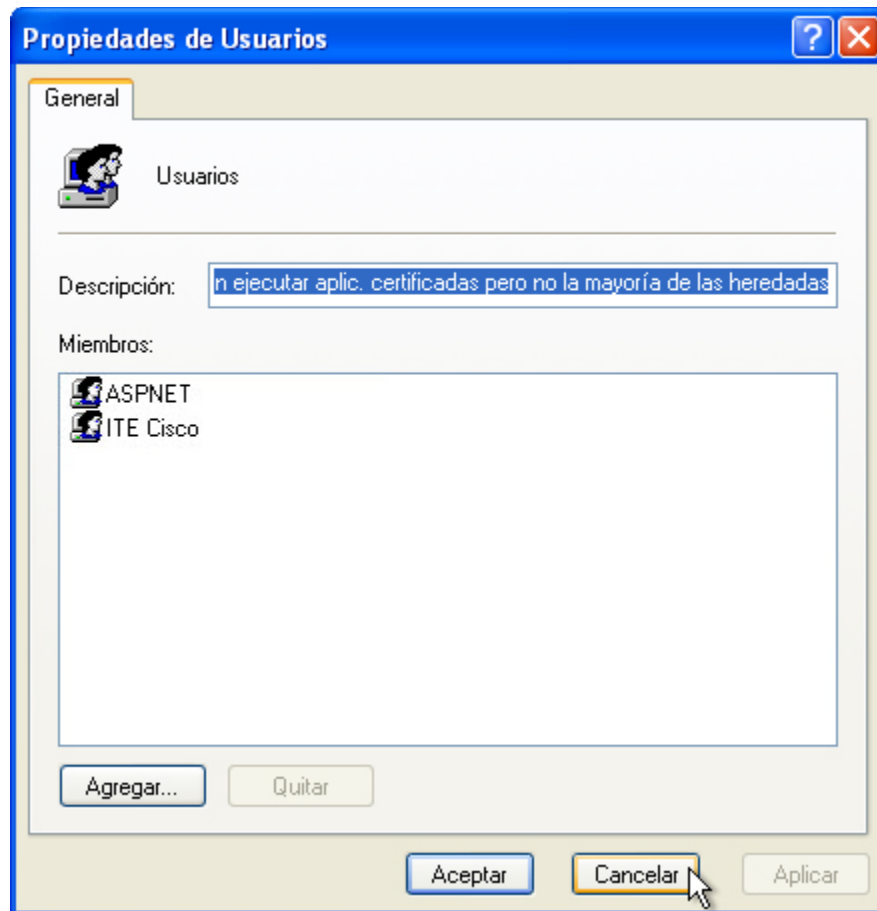 Propiedades de Usuarios
General
Usuarios
Descripción:
n ejecutar aplic. certificadas pero no la mayoría de las heredadas
Miembros:
ASPNET
ITE Cisco
Agregar...
Quitar
Aceptar
Cancelar
Aplicar